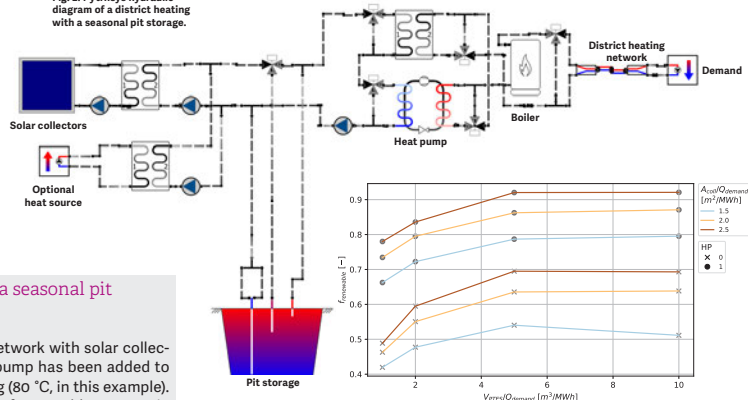 diagram of a district heating
with a seasonal pit storage.
District heating
network
Demand
Solar collectors
Boiler
Heat pump
Optional
heat source
Pit storage
a seasonal pit
etwork with solar collec-
pump has been added to
g (80 °C, in this example).
A_coll/Q_demand
[m²/MWh]
1.5
2.0
2.5
HP
0
1
f_renewable [−]
0.9
0.8
0.7
0.6
0.5
0.4
0
2
4
6
8
10
V_PTES/Q_demand [m³/MWh]